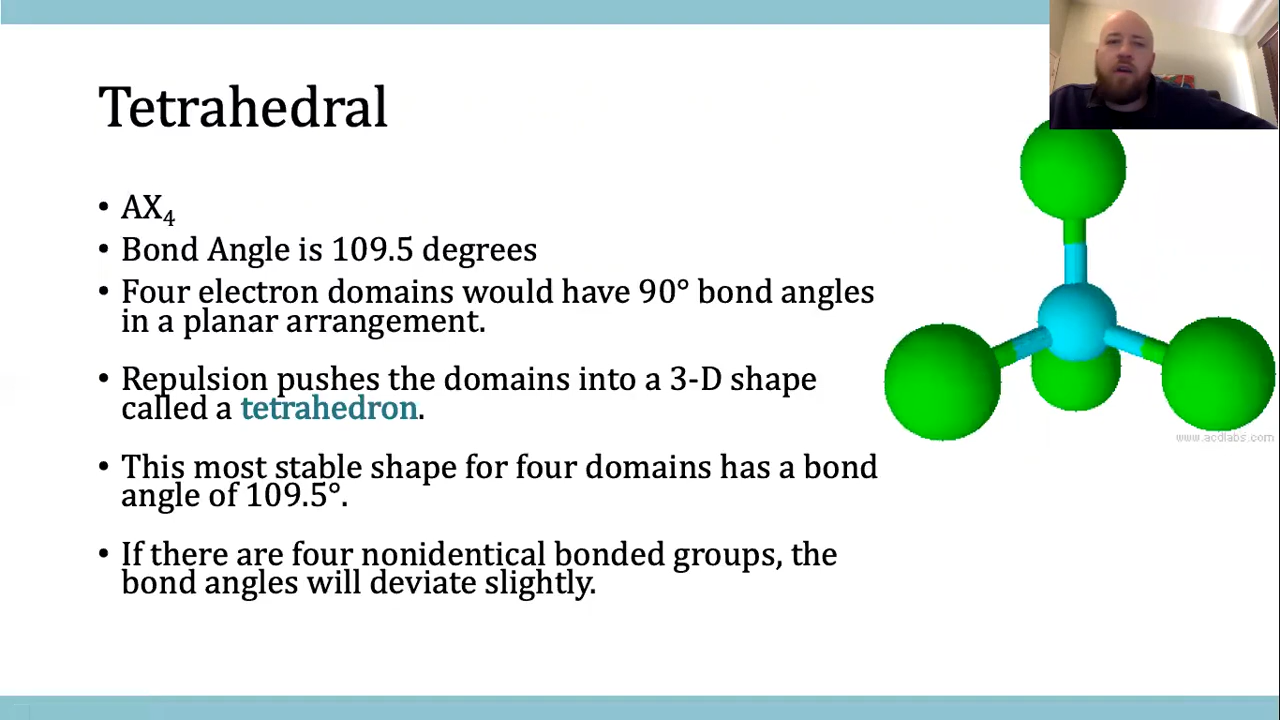 Tetrahedral
• AX₄
• Bond Angle is 109.5 degrees
• Four electron domains would have 90° bond angles
in a planar arrangement.
• Repulsion pushes the domains into a 3-D shape
called a tetrahedron.
• This most stable shape for four domains has a bond
angle of 109.5°.
• If there are four nonidentical bonded groups, the
bond angles will deviate slightly.
www.acdlabs.com